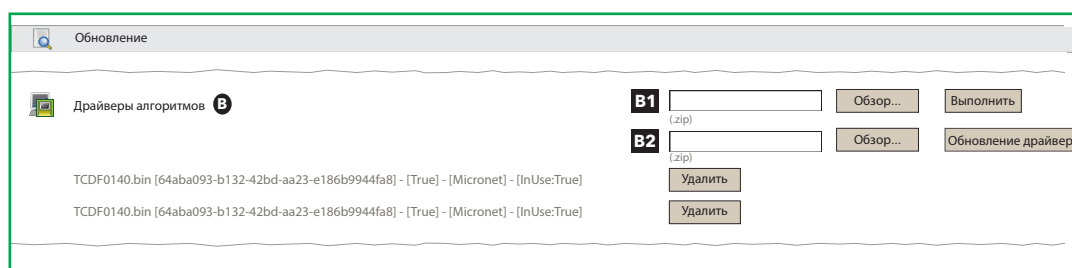 Обновление
Драйверы алгоритмов B B1 Обзор... Выполнить
(.zip)
B2 Обзор... Обновление драйвер
(.zip)
TCDF0140.bin [64aba093-b132-42bd-aa23-e186b9944fa8] - [True] - [Micronet] - [InUse:True] Удалить
TCDF0140.bin [64aba093-b132-42bd-aa23-e186b9944fa8] - [True] - [Micronet] - [InUse:True] Удалить